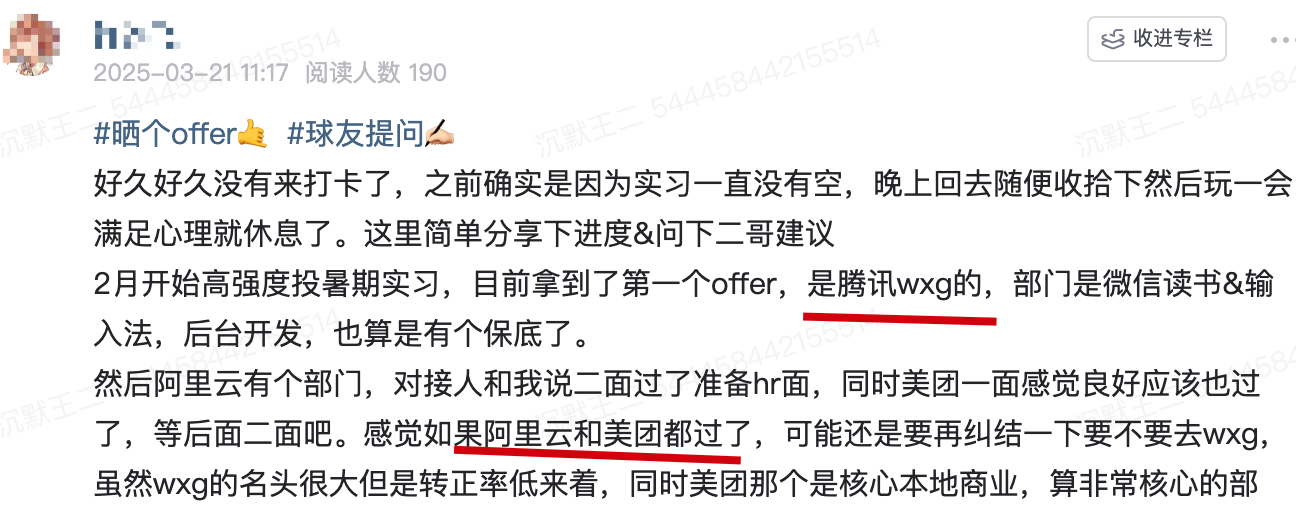 收进专栏
2025-03-21 11:17 阅读人数 190
#晒个offer🤙 #球友提问✍🏻
好久好久没有来打卡了，之前确实是因为实习一直没有空，晚上回去随便收拾下然后玩一会
满足心理就休息了。这里简单分享下进度&问下二哥建议
2月开始高强度投暑期实习，目前拿到了第一个offer，是腾讯wxg的，部门是微信读书&输
入法，后台开发，也算是有个保底了。
然后阿里云有个部门，对接人和我说二面过了准备hr面，同时美团一面感觉良好应该也过
了，等后面二面吧。感觉如果阿里云和美团都过了，可能还是要再纠结一下要不要去wxg，
虽然wxg的名头很大但是转正率低来着，同时美团那个是核心本地商业，算非常核心的部
沉默王二 5444584422155514